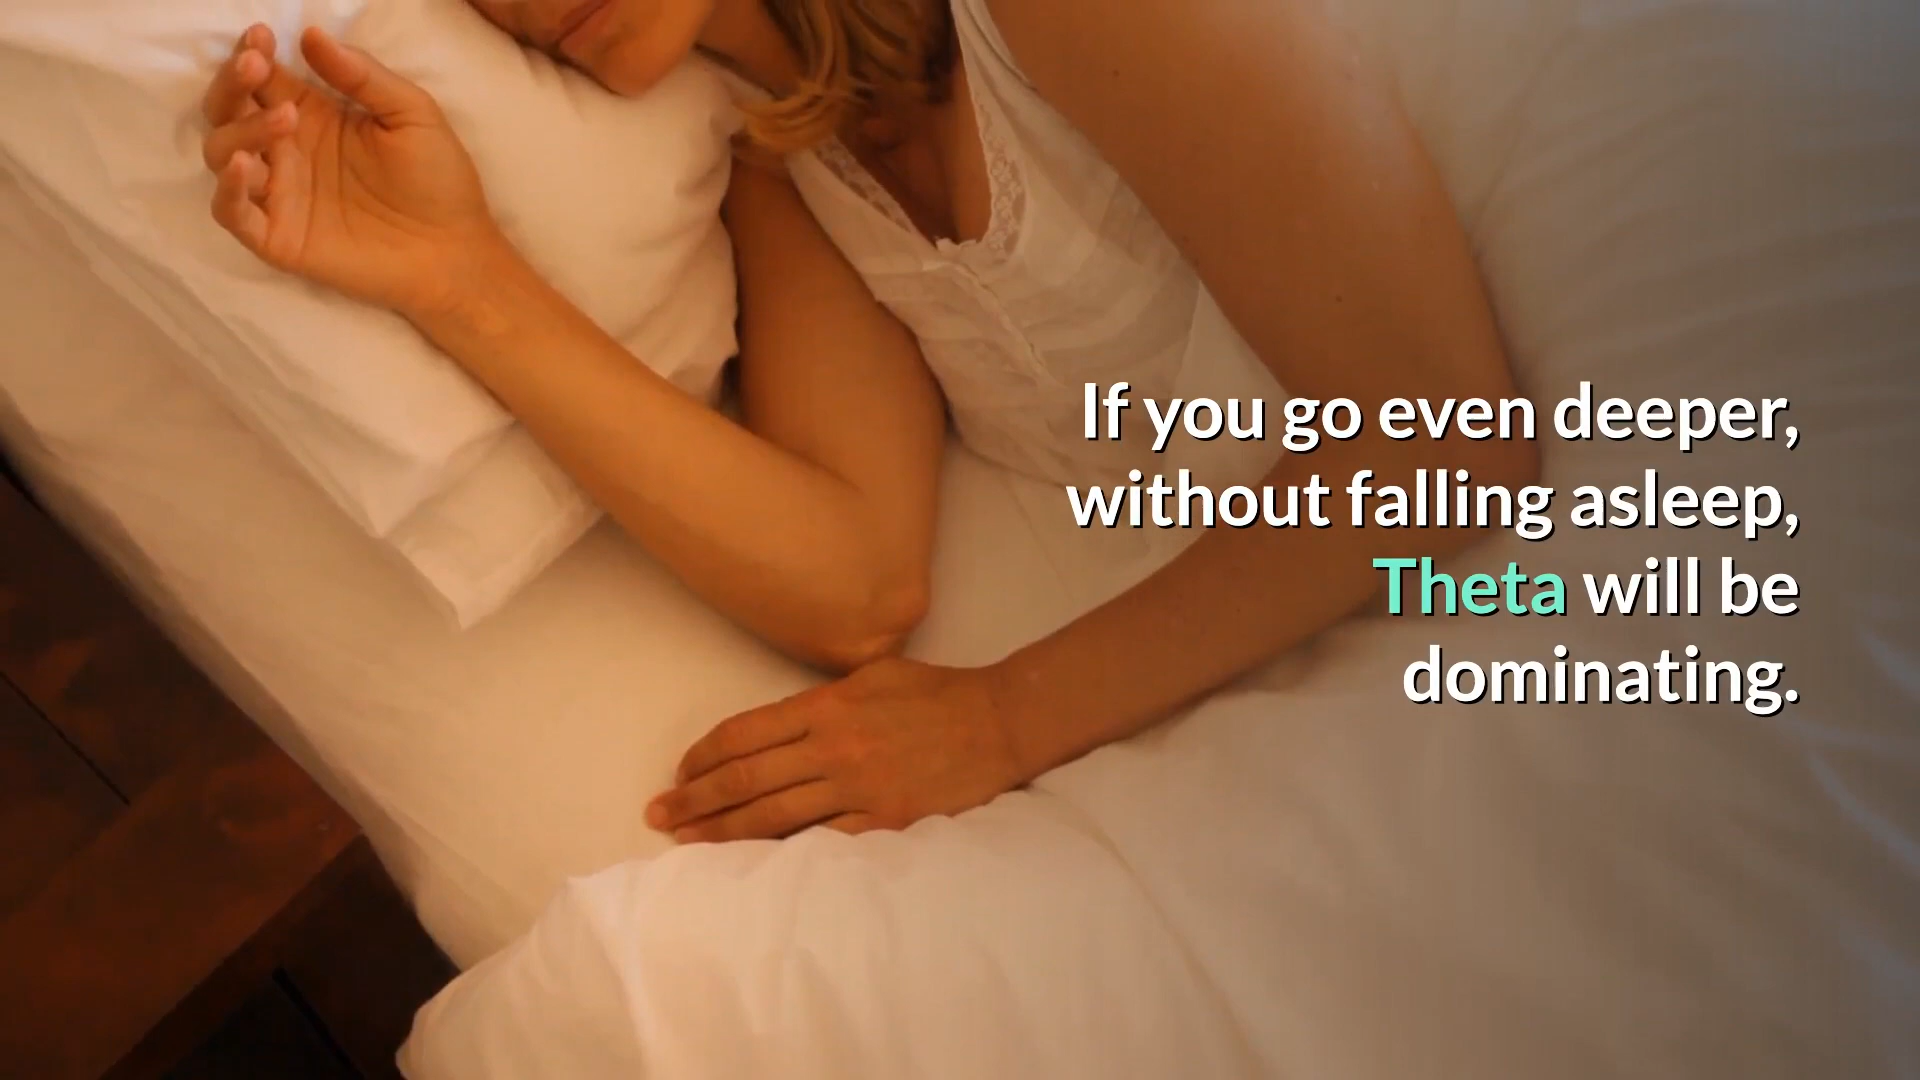 If you go even deeper,
without falling asleep,
Theta will be
dominating.